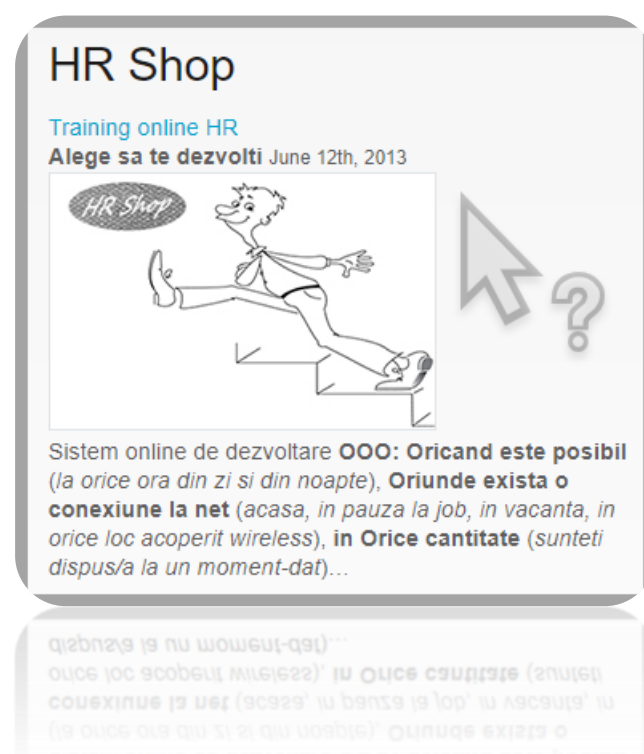 HR Shop
Training online HR
Alege sa te dezvolti June 12th, 2013
HR Shop
Sistem online de dezvoltare OOO: Oricand este posibil
(la orice ora din zi si din noapte), Oriunde exista o
conexiune la net (acasa, in pauza la job, in vacanta, in
orice loc acoperit wireless), in Orice cantitate (sunteti
dispus/a la un moment-dat)…
?